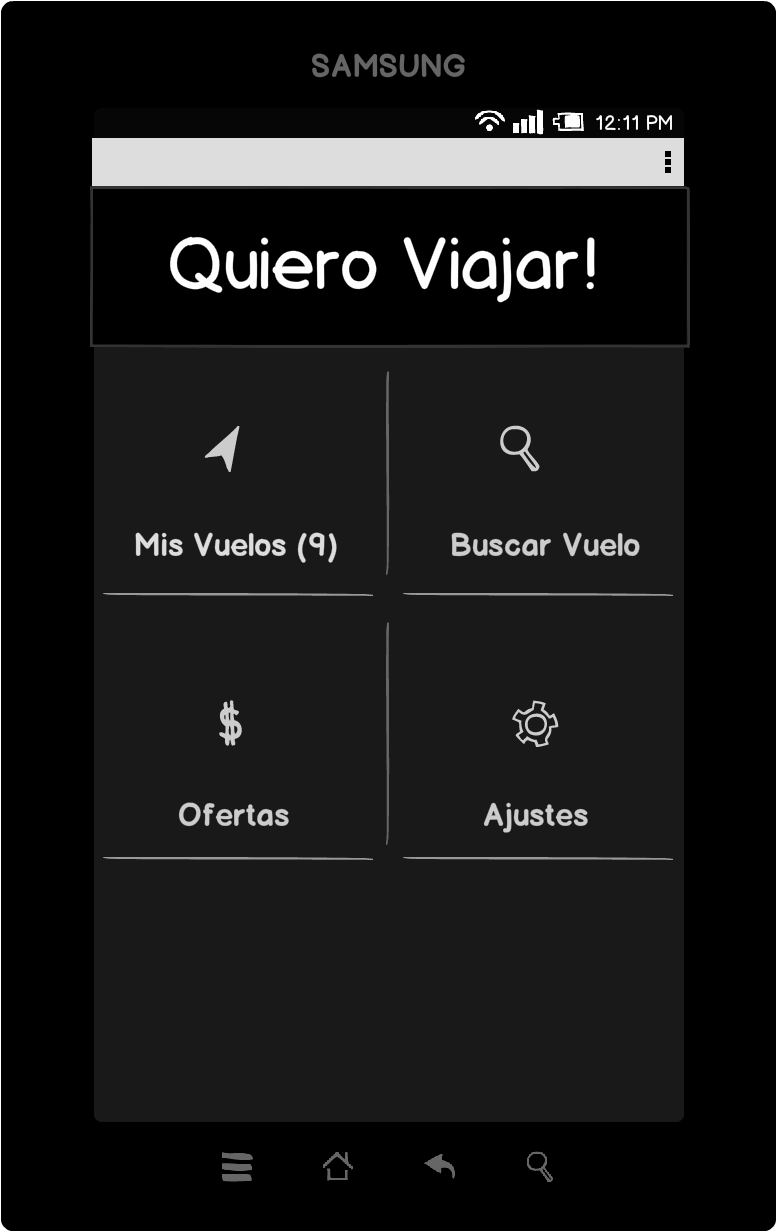 SAMSUNG
12:11 PM
Quiero Viajar!
Mis Vuelos (9)
Buscar Vuelo
$
Ofertas
Ajustes